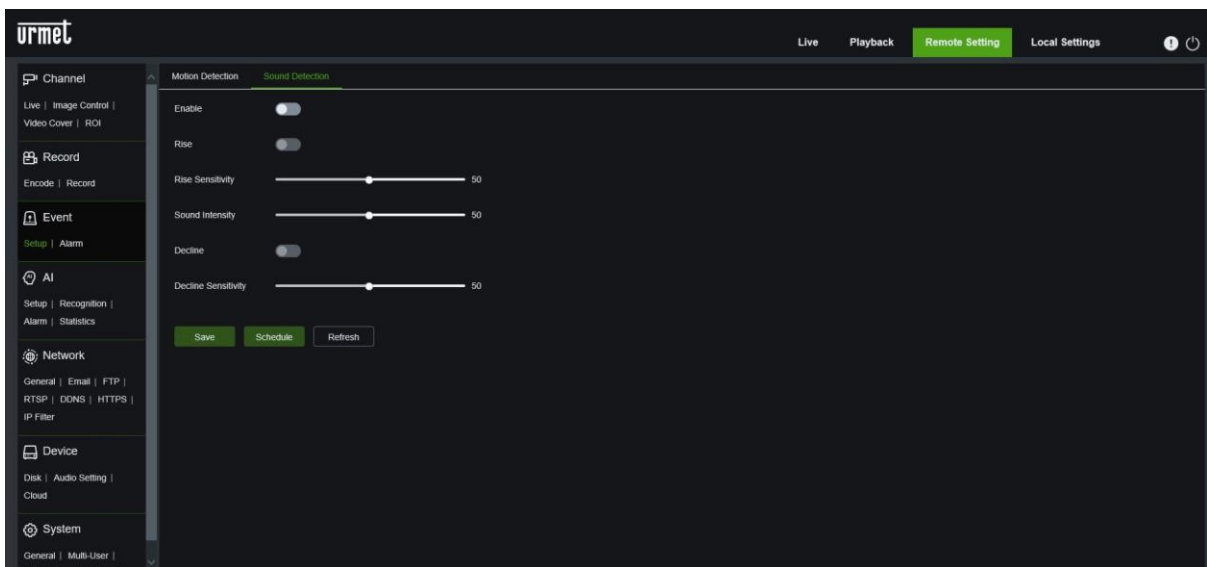 urmet
Live Playback Remote Setting Local Settings
Channel
Live | Image Control |
Video Cover | ROI
Record
Encode | Record
Event
Setup | Alarm
AI
Setup | Recognition |
Alarm | Statistics
Network
General | Email | FTP |
RTSP | DDNS | HTTPS |
IP Filter
Device
Disk | Audio Setting |
Cloud
System
General | Multi-User |
Motion Detection Sound Detection
Enable
Rise
Rise Sensitivity 50
Sound Intensity 50
Decline
Decline Sensitivity 50
Save Schedule Refresh